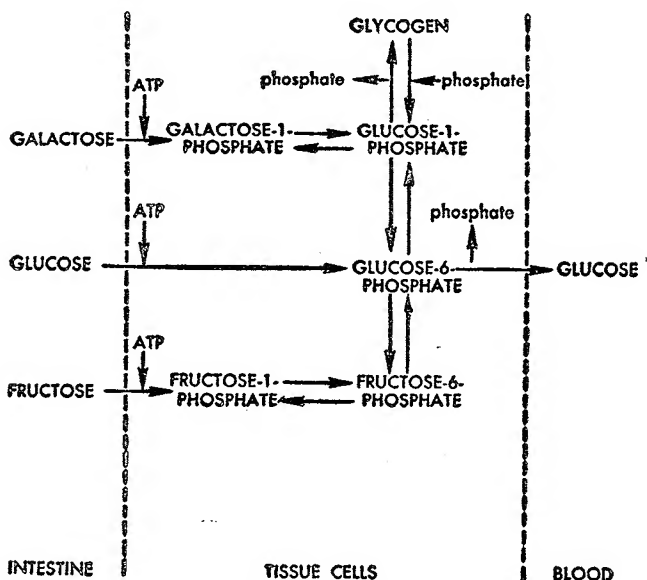 GLYCOGEN
phosphate
phosphate
ATP
GALACTOSE
GALACTOSE-1-
PHOSPHATE
GLUCOSE-1-
PHOSPHATE
ATP
phosphate
GLUCOSE
GLUCOSE-6
PHOSPHATE
GLUCOSE
ATP
FRUCTOSE
FRUCTOSE-1-
PHOSPHATE
FRUCTOSE-6-
PHOSPHATE
INTESTINE
TISSUE CELLS
BLOOD